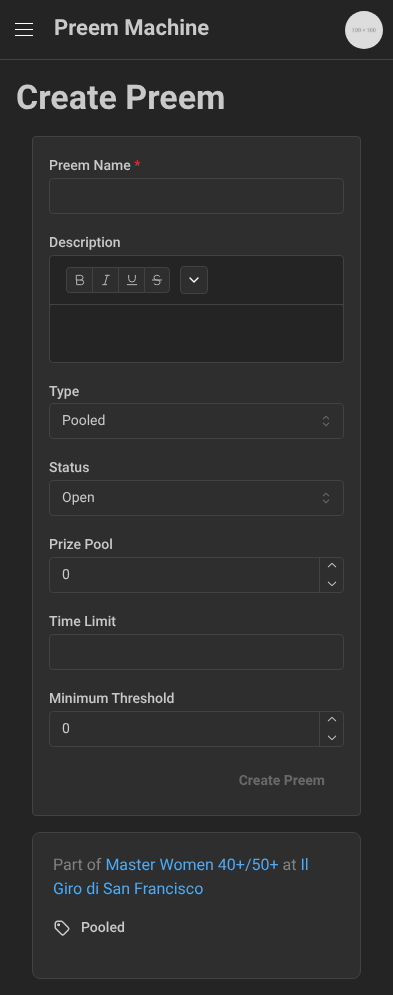 Preem Machine
100 × 100
Create Preem
Preem Name *
Description
B I U S
Type
Pooled
Status
Open
Prize Pool
0
Time Limit
Minimum Threshold
0
Create Preem
Part of Master Women 40+/50+ at Il
Giro di San Francisco
Pooled